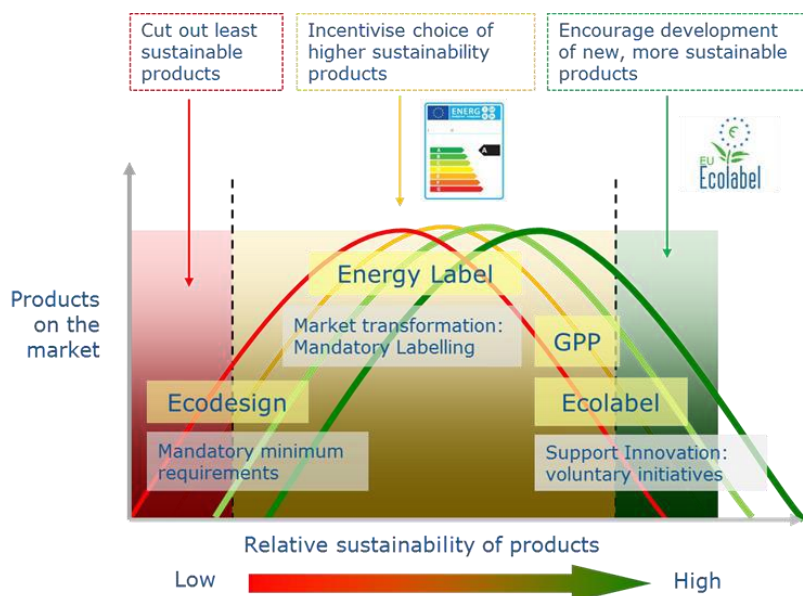 Cut out least
sustainable
products
Incentivise choice of
higher sustainability
products
Encourage development
of new, more sustainable
products
ENERG
A
A
EU
Ecolabel
Products
on the
market
Energy Label
Market transformation:
Mandatory Labelling
GPP
Ecodesign
Ecolabel
Mandatory minimum
requirements
Support Innovation:
voluntary initiatives
Relative sustainability of products
Low
High